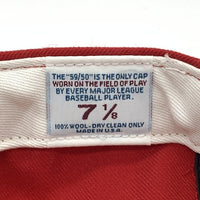 THE "59/50" IS THE ONLY CAP
WORN ON THE FIELD OF PLAY
BY EVERY MAJOR LEAGUE
BASEBALL PLAYER.
7 1/8
100% WOOL-DRY CLEAN ONLY
MADE IN U.S.A.